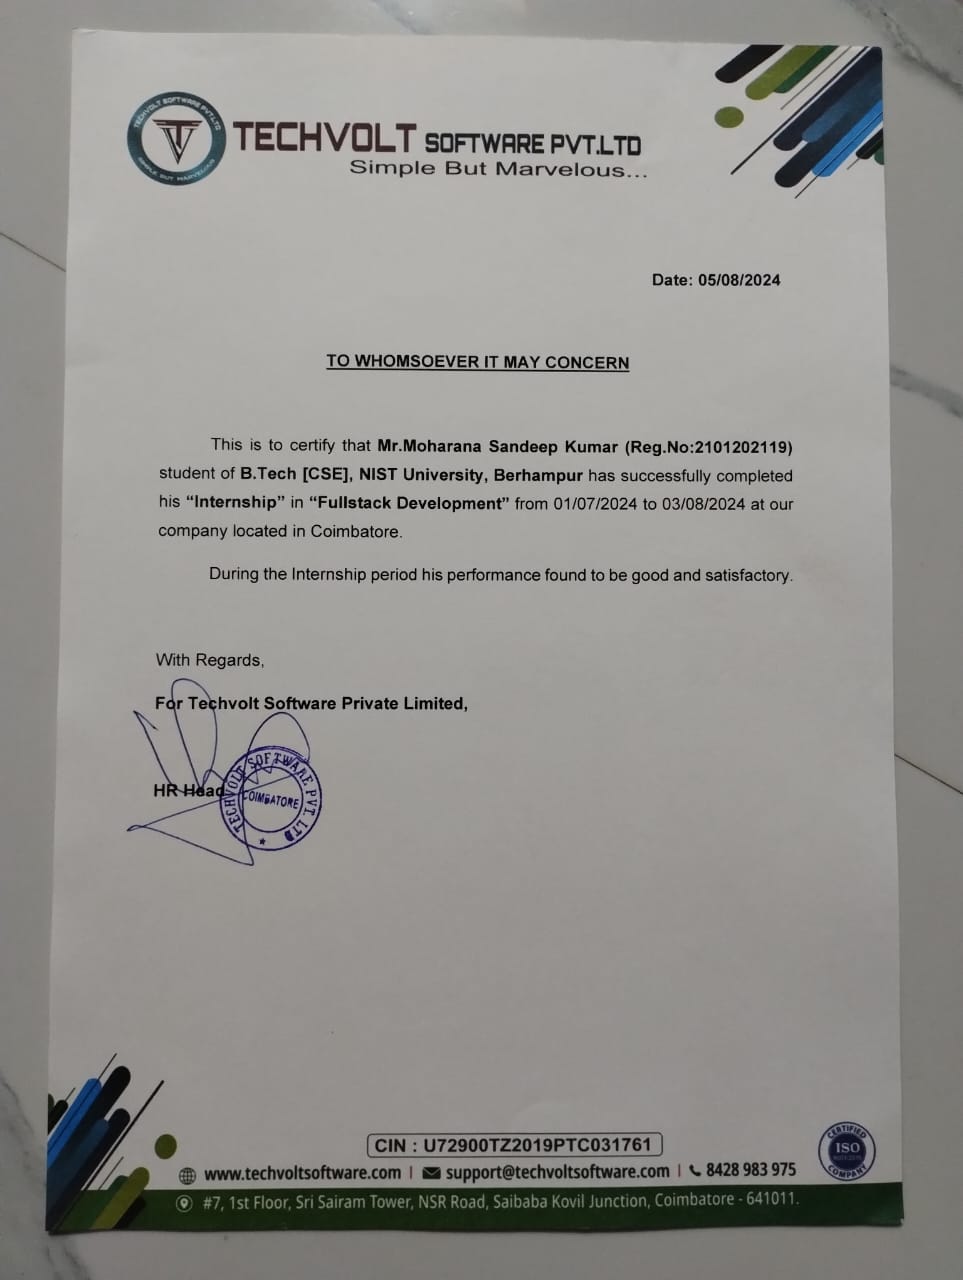 TECHVOLT SOFTWARE PVT.LTD
SIMPLE BUT MARVELOUS
TECHVOLT SOFTWARE PVT.LTD
Simple But Marvelous...
Date: 05/08/2024
TO WHOMSOEVER IT MAY CONCERN
This is to certify that Mr.Moharana Sandeep Kumar (Reg.No:2101202119)
student of B.Tech [CSE], NIST University, Berhampur has successfully completed
his “Internship” in “Fullstack Development” from 01/07/2024 to 03/08/2024 at our
company located in Coimbatore.
During the Internship period his performance found to be good and satisfactory.
With Regards,
For Techvolt Software Private Limited,
HR Head
TECHVOLT SOFTWARE PVT. LTD
COIMBATORE
CIN : U72900TZ2019PTC031761
www.techvoltsoftware.com | support@techvoltsoftware.com | 8428 983 975
#7, 1st Floor, Sri Sairam Tower, NSR Road, Saibaba Kovil Junction, Coimbatore - 641011.
CERTIFIED
ISO
COMPANY